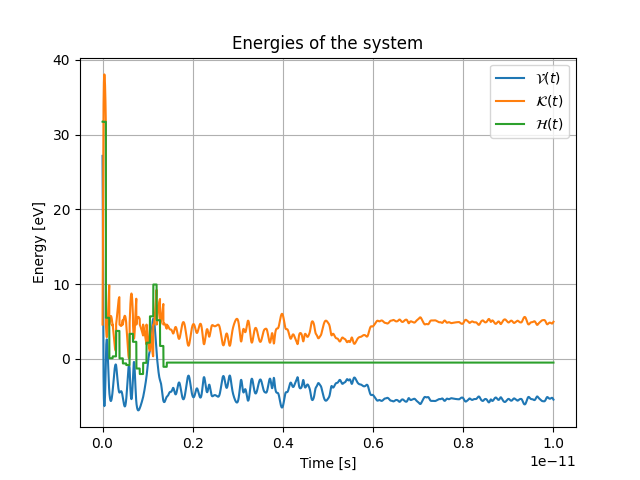 Energies of the system
40
30
20
10
0
Energy [eV]
𝒱(t)
𝒦(t)
ℋ(t)
0.0 0.2 0.4 0.6 0.8 1.0
Time [s]
1e−11